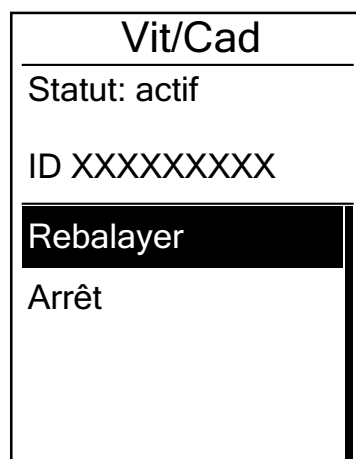 Vit/Cad
Statut: actif
ID XXXXXXXXX
Rebalayer
Arrêt